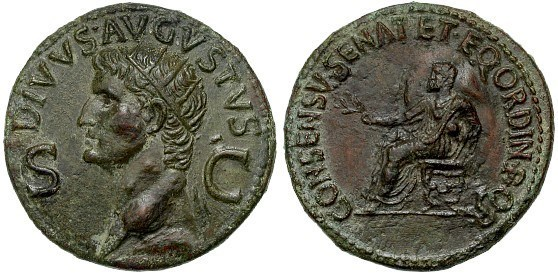 DIVVS·AVGVSTVS·
S C
CONSENSV·SENAT·ET·EQ·ORDIN·P·Q·R